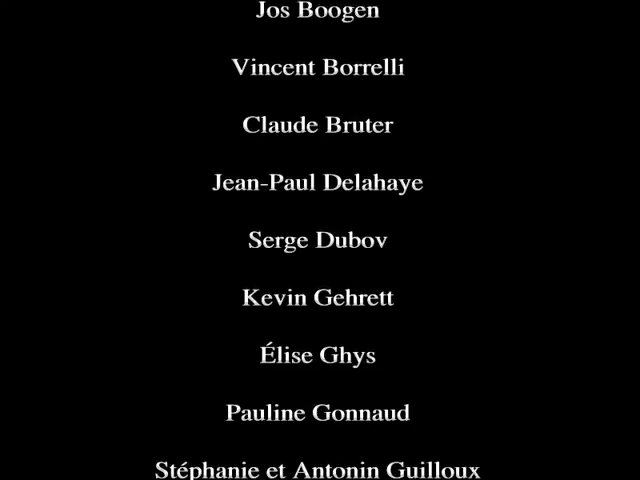 Jos Boogen
Vincent Borrelli
Claude Bruter
Jean-Paul Delahaye
Serge Dubov
Kevin Gehrett
Élise Ghys
Pauline Gonnaud
Stéphanie et Antonin Guilloux